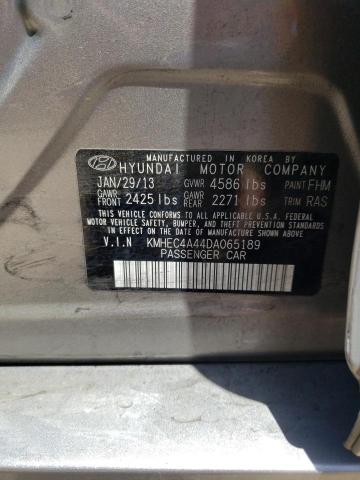 MANUFACTURED IN KOREA BY
HYUNDAI MOTOR COMPANY
JAN/29/13 GVWR 4586 lbs PAINT FHM
GAWR FRONT 2425 lbs GAWR REAR 2271 lbs TRIM RAS
THIS VEHICLE CONFORMS TO ALL APPLICABLE U.S. FEDERAL
MOTOR VEHICLE SAFETY, BUMPER, AND THEFT PREVENTION
STANDARDS IN EFFECT ON THE DATE OF MANUFACTURE SHOWN ABOVE.
V.I.N KMHEC4A44DA065189
PASSENGER CAR